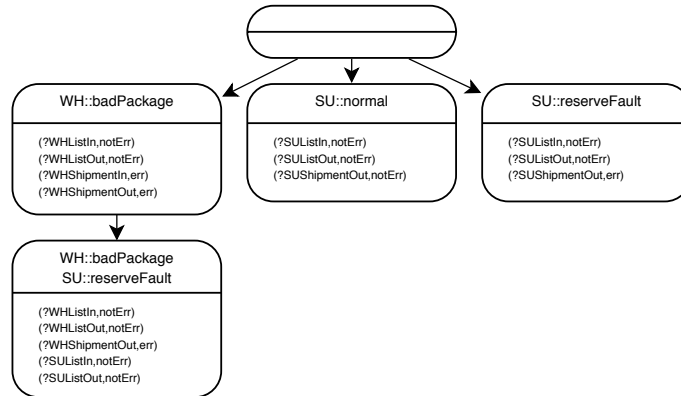 WH::badPackage
(?WHListIn,notErr)
(?WHListOut,notErr)
(?WHShipmentIn,err)
(?WHShipmentOut,err)
SU::normal
(?SUListIn,notErr)
(?SUListOut,notErr)
(?SUShipmentOut,notErr)
SU::reserveFault
(?SUListIn,notErr)
(?SUListOut,notErr)
(?SUShipmentOut,err)
WH::badPackage
SU::reserveFault
(?WHListIn,notErr)
(?WHListOut,notErr)
(?WHShipmentOut,err)
(?SUListIn,notErr)
(?SUListOut,notErr)